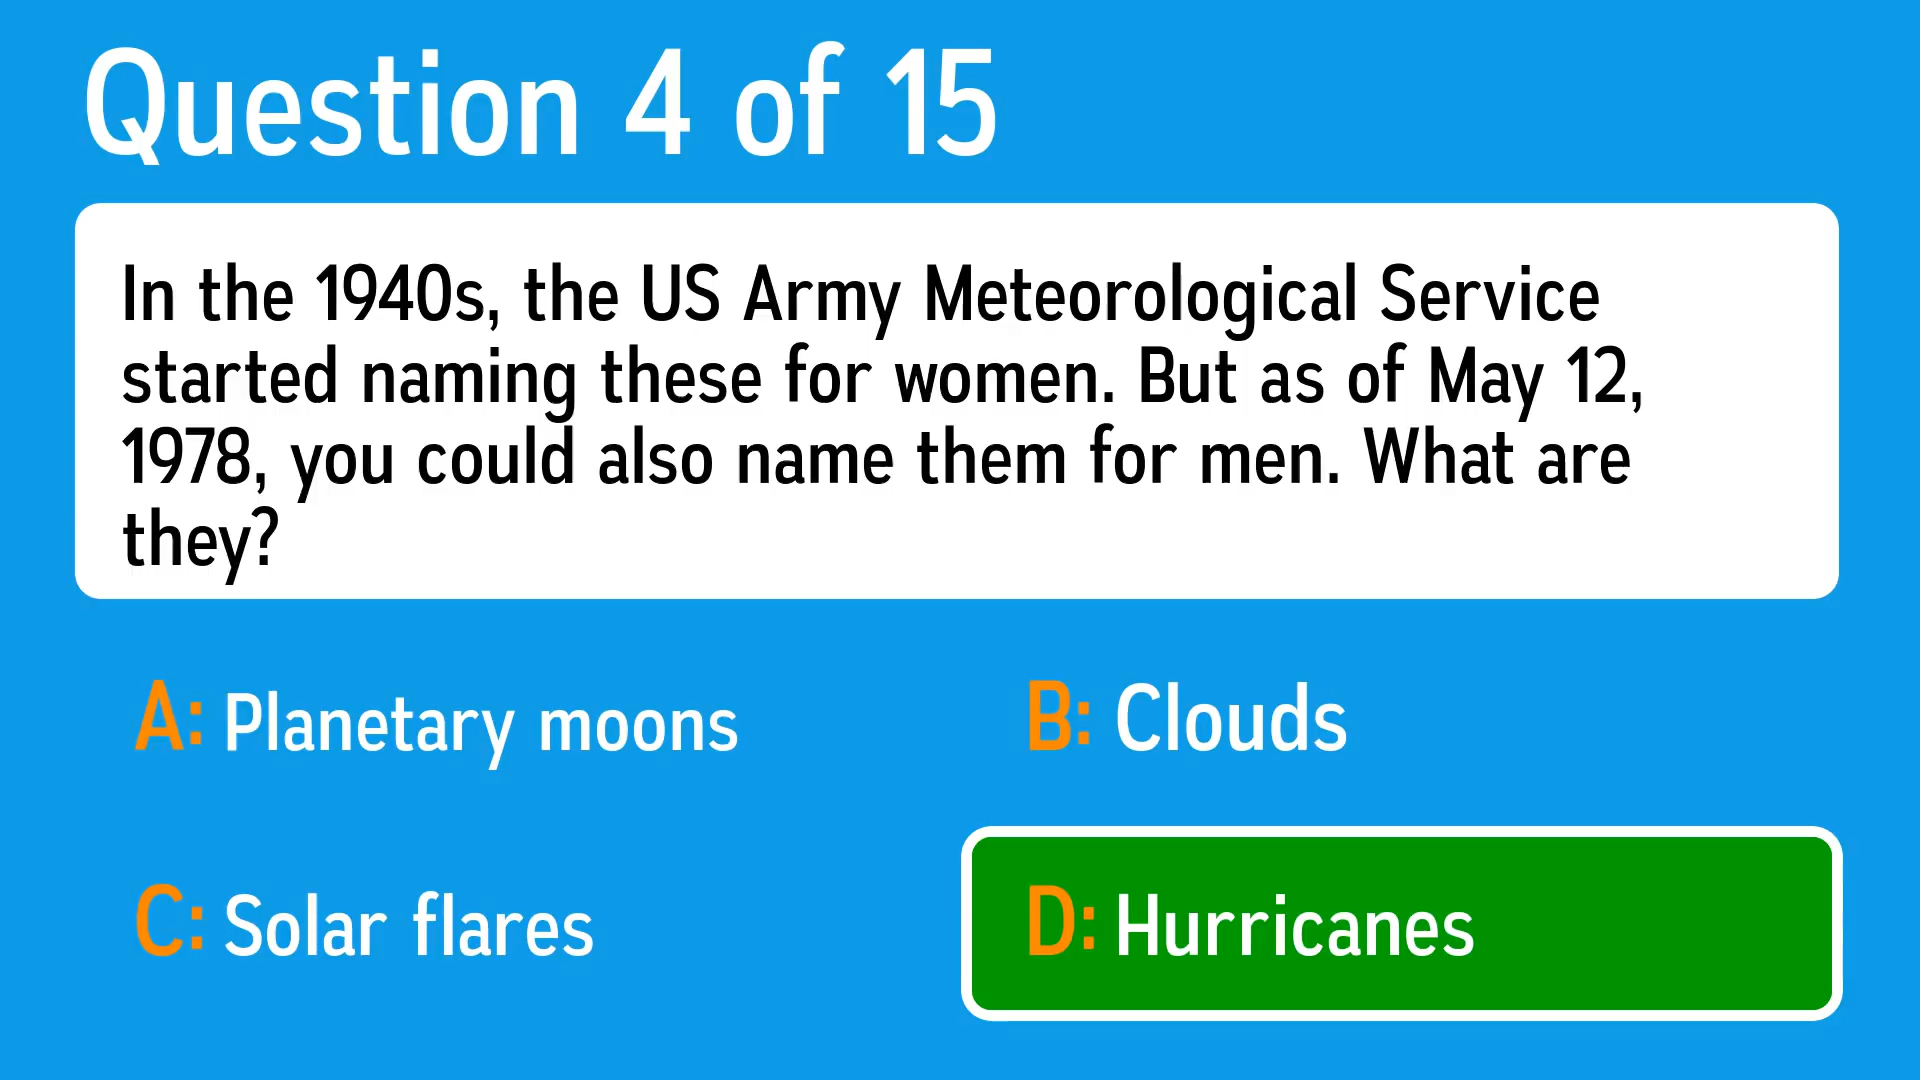 Question 4 of 15
In the 1940s, the US Army Meteorological Service
started naming these for women. But as of May 12,
1978, you could also name them for men. What are
they?
A: Planetary moons
B: Clouds
C: Solar flares
D: Hurricanes